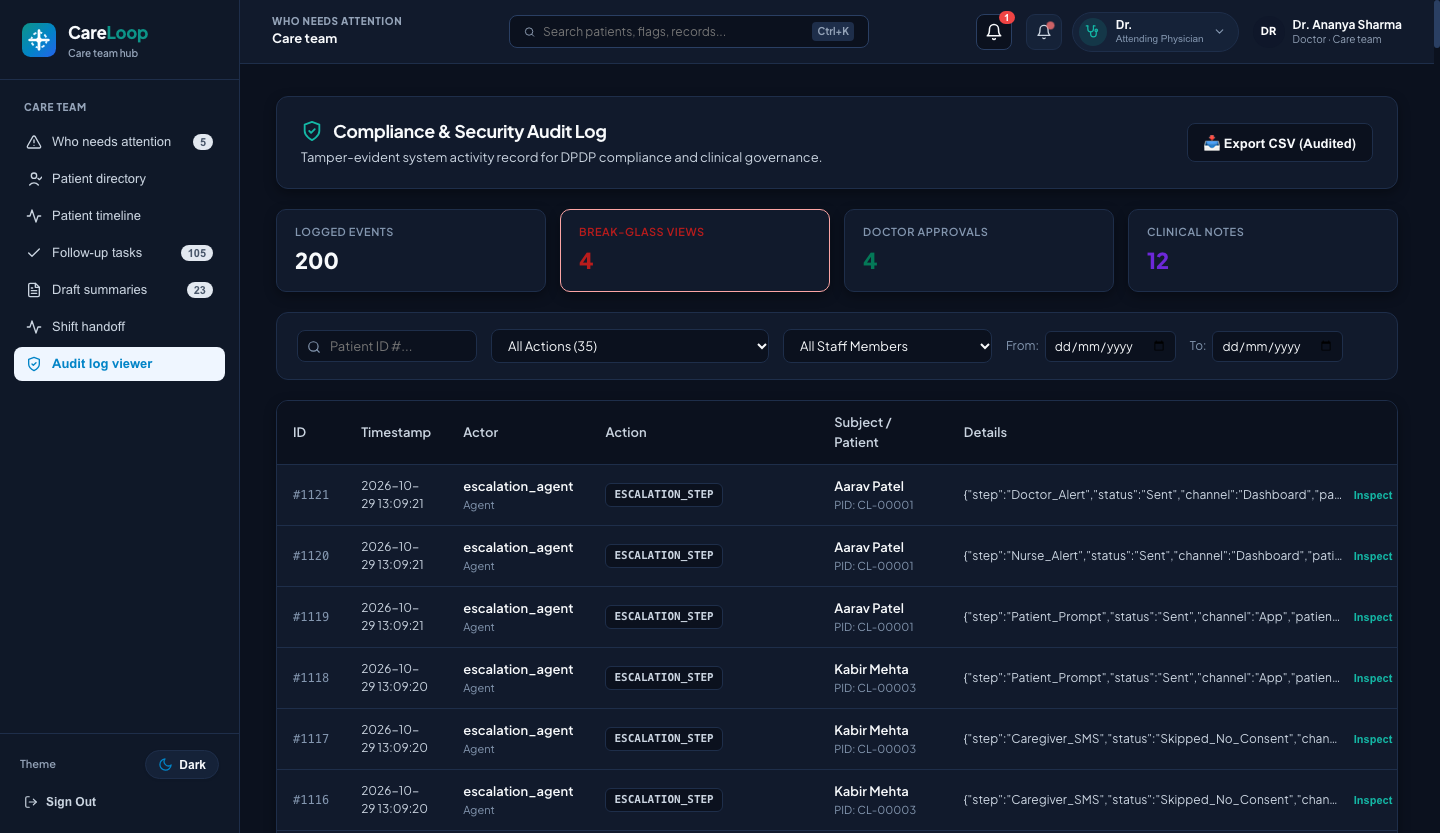 CareLoop
Care team hub
CARE TEAM
Who needs attention 5
Patient directory
Patient timeline
Follow-up tasks 105
Draft summaries 23
Shift handoff
Audit log viewer
Theme Dark
Sign Out
WHO NEEDS ATTENTION
Care team
Search patients, flags, records... Ctrl+K
1
Dr.
Attending Physician
DR
Dr. Ananya Sharma
Doctor · Care team
Compliance & Security Audit Log
Tamper-evident system activity record for DPDP compliance and clinical governance.
Export CSV (Audited)
LOGGED EVENTS
200
BREAK-GLASS VIEWS
4
DOCTOR APPROVALS
4
CLINICAL NOTES
12
Patient ID #... All Actions (35) All Staff Members From: dd/mm/yyyy To: dd/mm/yyyy
ID Timestamp Actor Action Subject / Patient Details
#1121 2026-10-29 13:09:21 escalation_agent Agent ESCALATION_STEP Aarav Patel PID: CL-00001 {"step":"Doctor_Alert","status":"Sent","channel":"Dashboard","pa... Inspect
#1120 2026-10-29 13:09:21 escalation_agent Agent ESCALATION_STEP Aarav Patel PID: CL-00001 {"step":"Nurse_Alert","status":"Sent","channel":"Dashboard","pati... Inspect
#1119 2026-10-29 13:09:21 escalation_agent Agent ESCALATION_STEP Aarav Patel PID: CL-00001 {"step":"Patient_Prompt","status":"Sent","channel":"App","patien... Inspect
#1118 2026-10-29 13:09:20 escalation_agent Agent ESCALATION_STEP Kabir Mehta PID: CL-00003 {"step":"Patient_Prompt","status":"Sent","channel":"App","patien... Inspect
#1117 2026-10-29 13:09:20 escalation_agent Agent ESCALATION_STEP Kabir Mehta PID: CL-00003 {"step":"Caregiver_SMS","status":"Skipped_No_Consent","chan... Inspect
#1116 2026-10-29 13:09:20 escalation_agent Agent ESCALATION_STEP Kabir Mehta PID: CL-00003 {"step":"Caregiver_SMS","status":"Skipped_No_Consent","chan... Inspect